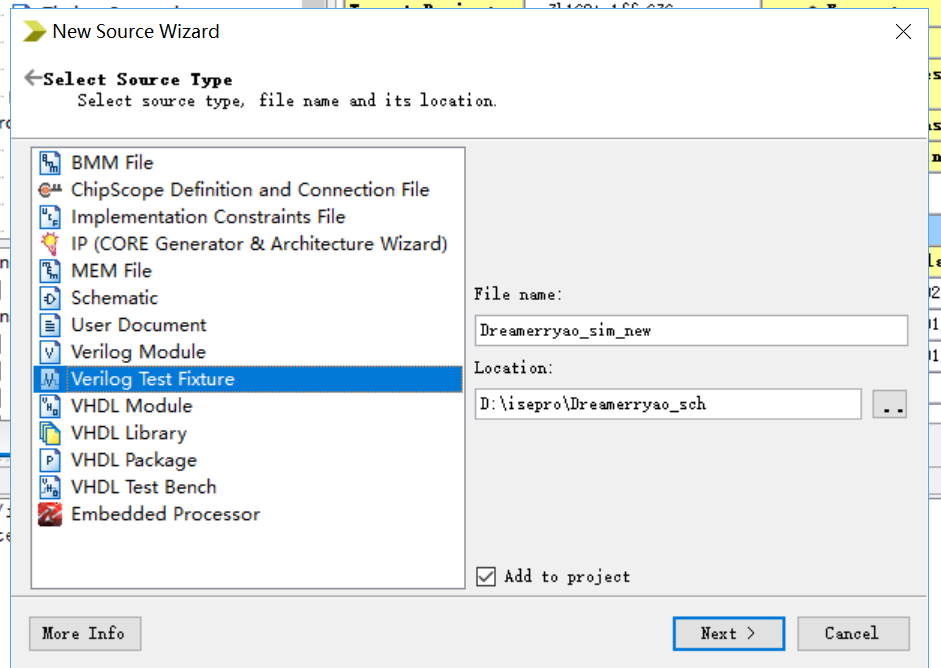 New Source Wizard
Select Source Type
Select source type, file name and its location.
BMM File
ChipScope Definition and Connection File
Implementation Constraints File
IP (CORE Generator & Architecture Wizard)
MEM File
Schematic
User Document
Verilog Module
Verilog Test Fixture
VHDL Module
VHDL Library
VHDL Package
VHDL Test Bench
Embedded Processor
File name:
Dreamerryao_sim_new
Location:
D:\isepro\Dreamerryao_sch
..
Add to project
More Info
Next >
Cancel